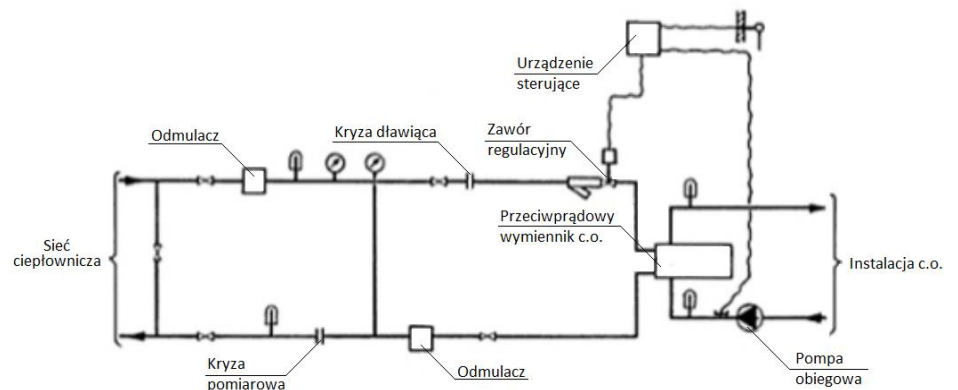 Urządzenie
sterujące
Odmulacz
Kryza dławiąca
Zawór
regulacyjny
Przeciwprądowy
wymiennik c.o.
Sieć
ciepłownicza
Instalacja c.o.
Kryza
pomiarowa
Odmulacz
Pompa
obiegowa